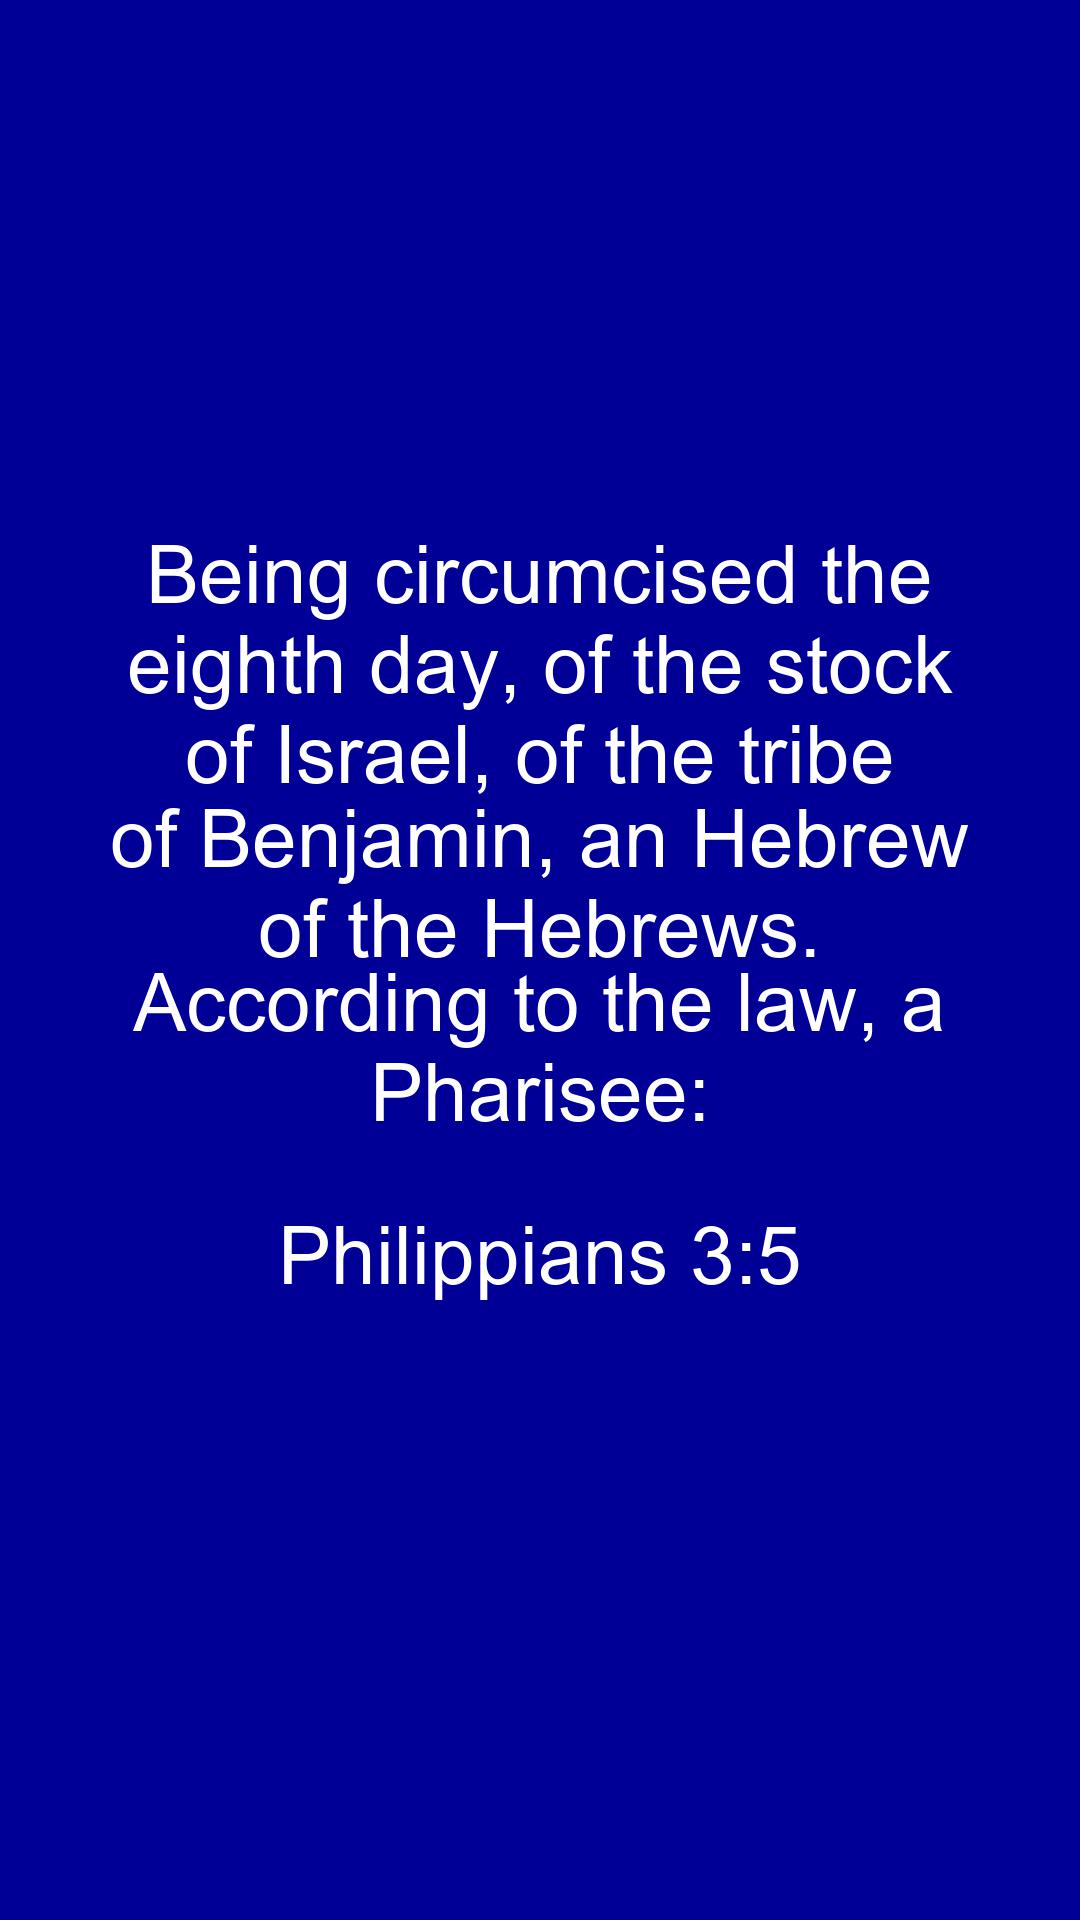 Being circumcised the
eighth day, of the stock
of Israel, of the tribe
of Benjamin, an Hebrew
of the Hebrews.
According to the law, a
Pharisee:
Philippians 3:5